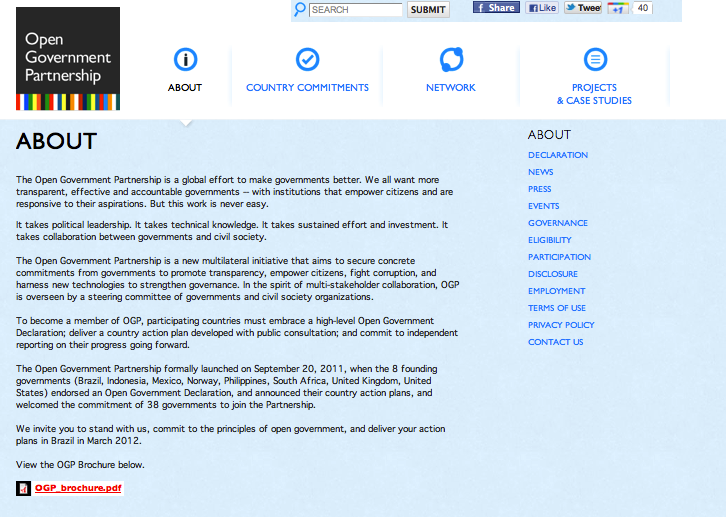 SEARCH
SUBMIT
Share
Like
Tweet
+1
40
Open
Government
Partnership
ABOUT
COUNTRY COMMITMENTS
NETWORK
PROJECTS
& CASE STUDIES
ABOUT
The Open Government Partnership is a global effort to make governments better. We all want more
transparent, effective and accountable governments -- with institutions that empower citizens and are
responsive to their aspirations. But this work is never easy.
It takes political leadership. It takes technical knowledge. It takes sustained effort and investment. It
takes collaboration between governments and civil society.
The Open Government Partnership is a new multilateral initiative that aims to secure concrete
commitments from governments to promote transparency, empower citizens, fight corruption, and
harness new technologies to strengthen governance. In the spirit of multi-stakeholder collaboration, OGP
is overseen by a steering committee of governments and civil society organizations.
To become a member of OGP, participating countries must embrace a high-level Open Government
Declaration; deliver a country action plan developed with public consultation; and commit to independent
reporting on their progress going forward.
The Open Government Partnership formally launched on September 20, 2011, when the 8 founding
governments (Brazil, Indonesia, Mexico, Norway, Philippines, South Africa, United Kingdom, United
States) endorsed an Open Government Declaration, and announced their country action plans, and
welcomed the commitment of 38 governments to join the Partnership.
We invite you to stand with us, commit to the principles of open government, and deliver your action
plans in Brazil in March 2012.
View the OGP Brochure below.
OGP_brochure.pdf
ABOUT
DECLARATION
NEWS
PRESS
EVENTS
GOVERNANCE
ELIGIBILITY
PARTICIPATION
DISCLOSURE
EMPLOYMENT
TERMS OF USE
PRIVACY POLICY
CONTACT US